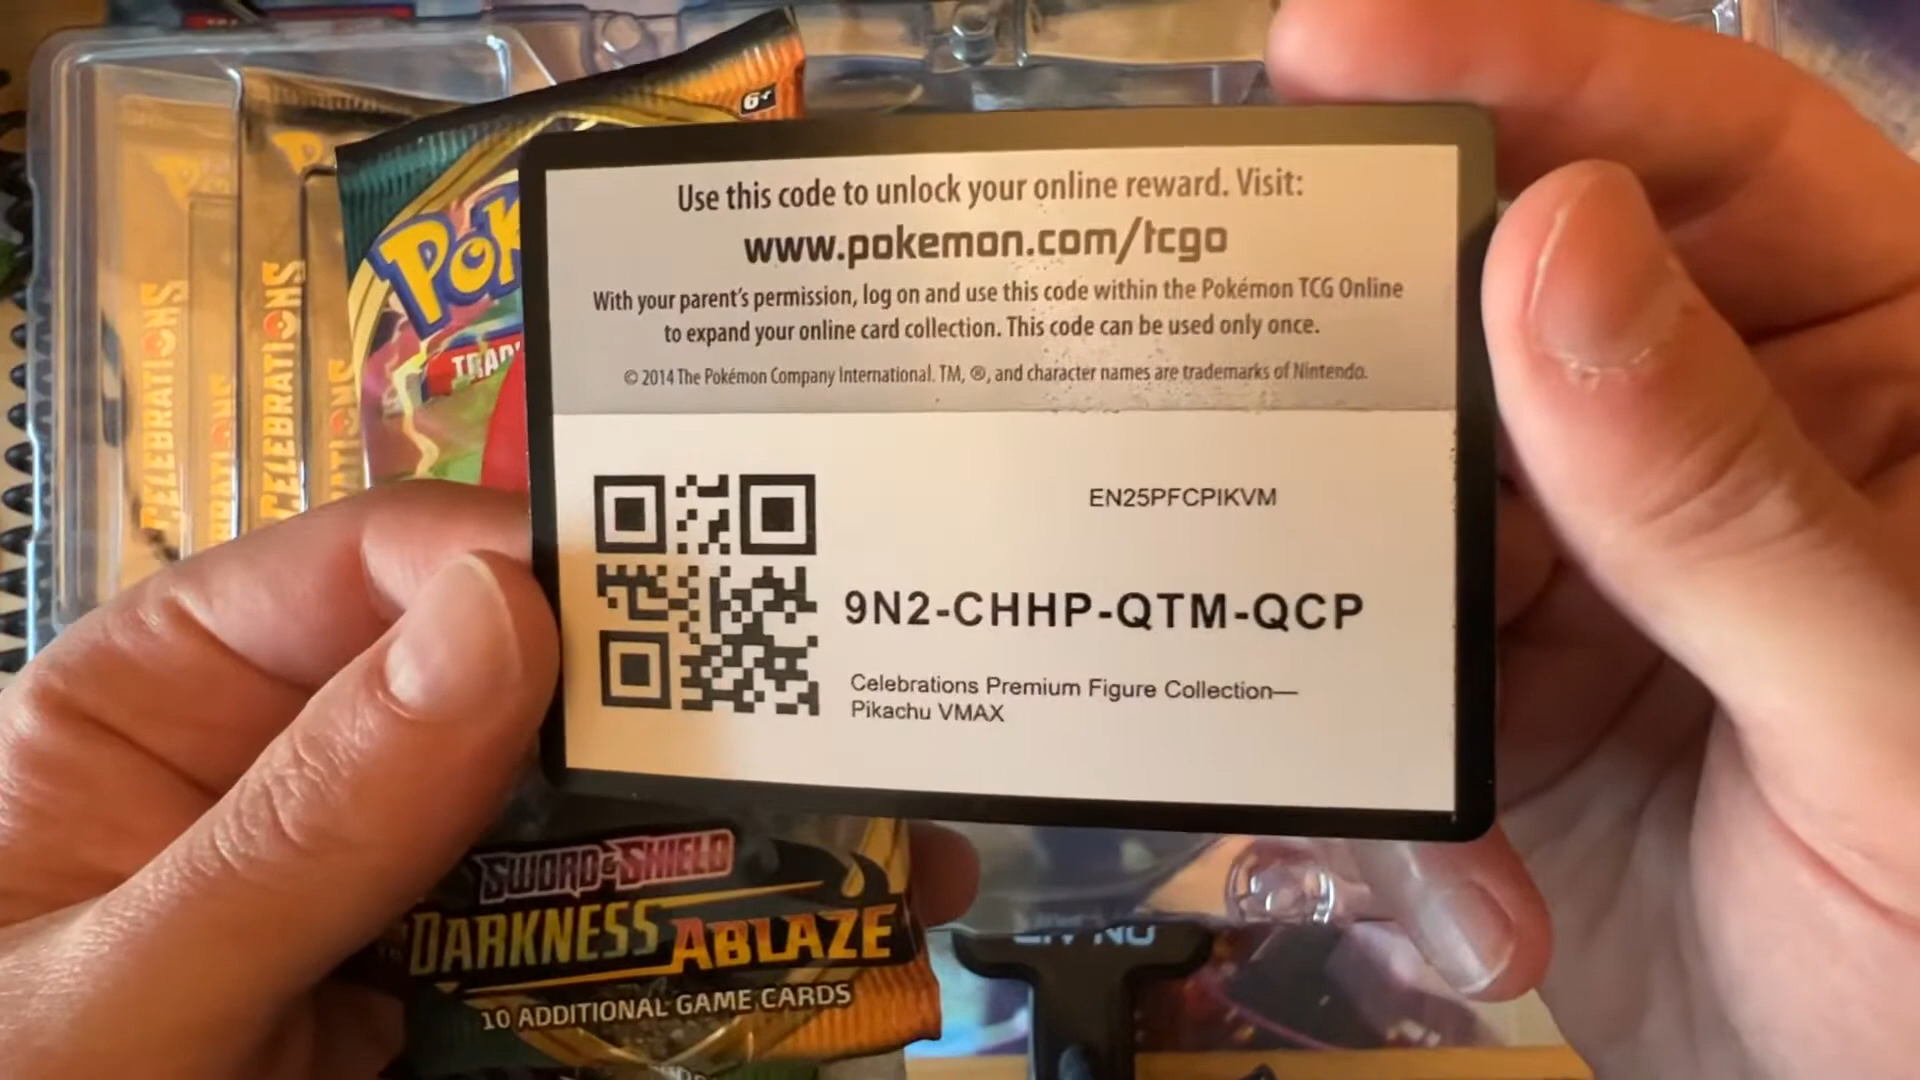 6+
Use this code to unlock your online reward. Visit:
www.pokemon.com/tcgo
With your parent's permission, log on and use this code within the Pokémon TCG Online
to expand your online card collection. This code can be used only once.
© 2014 The Pokémon Company International. TM, ®, and character names are trademarks of Nintendo.
EN25PFCPIKVM
9N2-CHHP-QTM-QCP
Celebrations Premium Figure Collection—
Pikachu VMAX
CELEBRATIONS
CELEBRATIONS
SWORD & SHIELD
DARKNESS ABLAZE
10 ADDITIONAL GAME CARDS